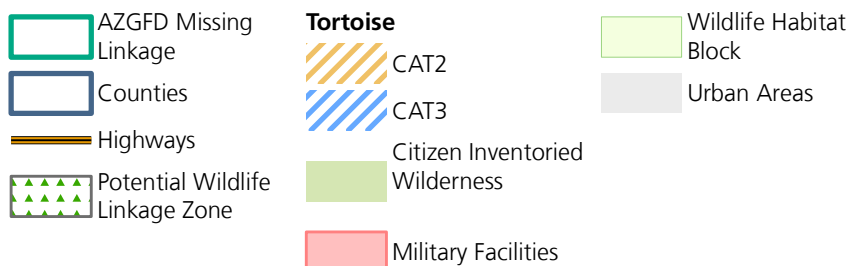 AZGFD Missing
Linkage
Counties
Highways
Potential Wildlife
Linkage Zone
Tortoise
CAT2
CAT3
Citizen Inventoried
Wilderness
Military Facilities
Wildlife Habitat
Block
Urban Areas